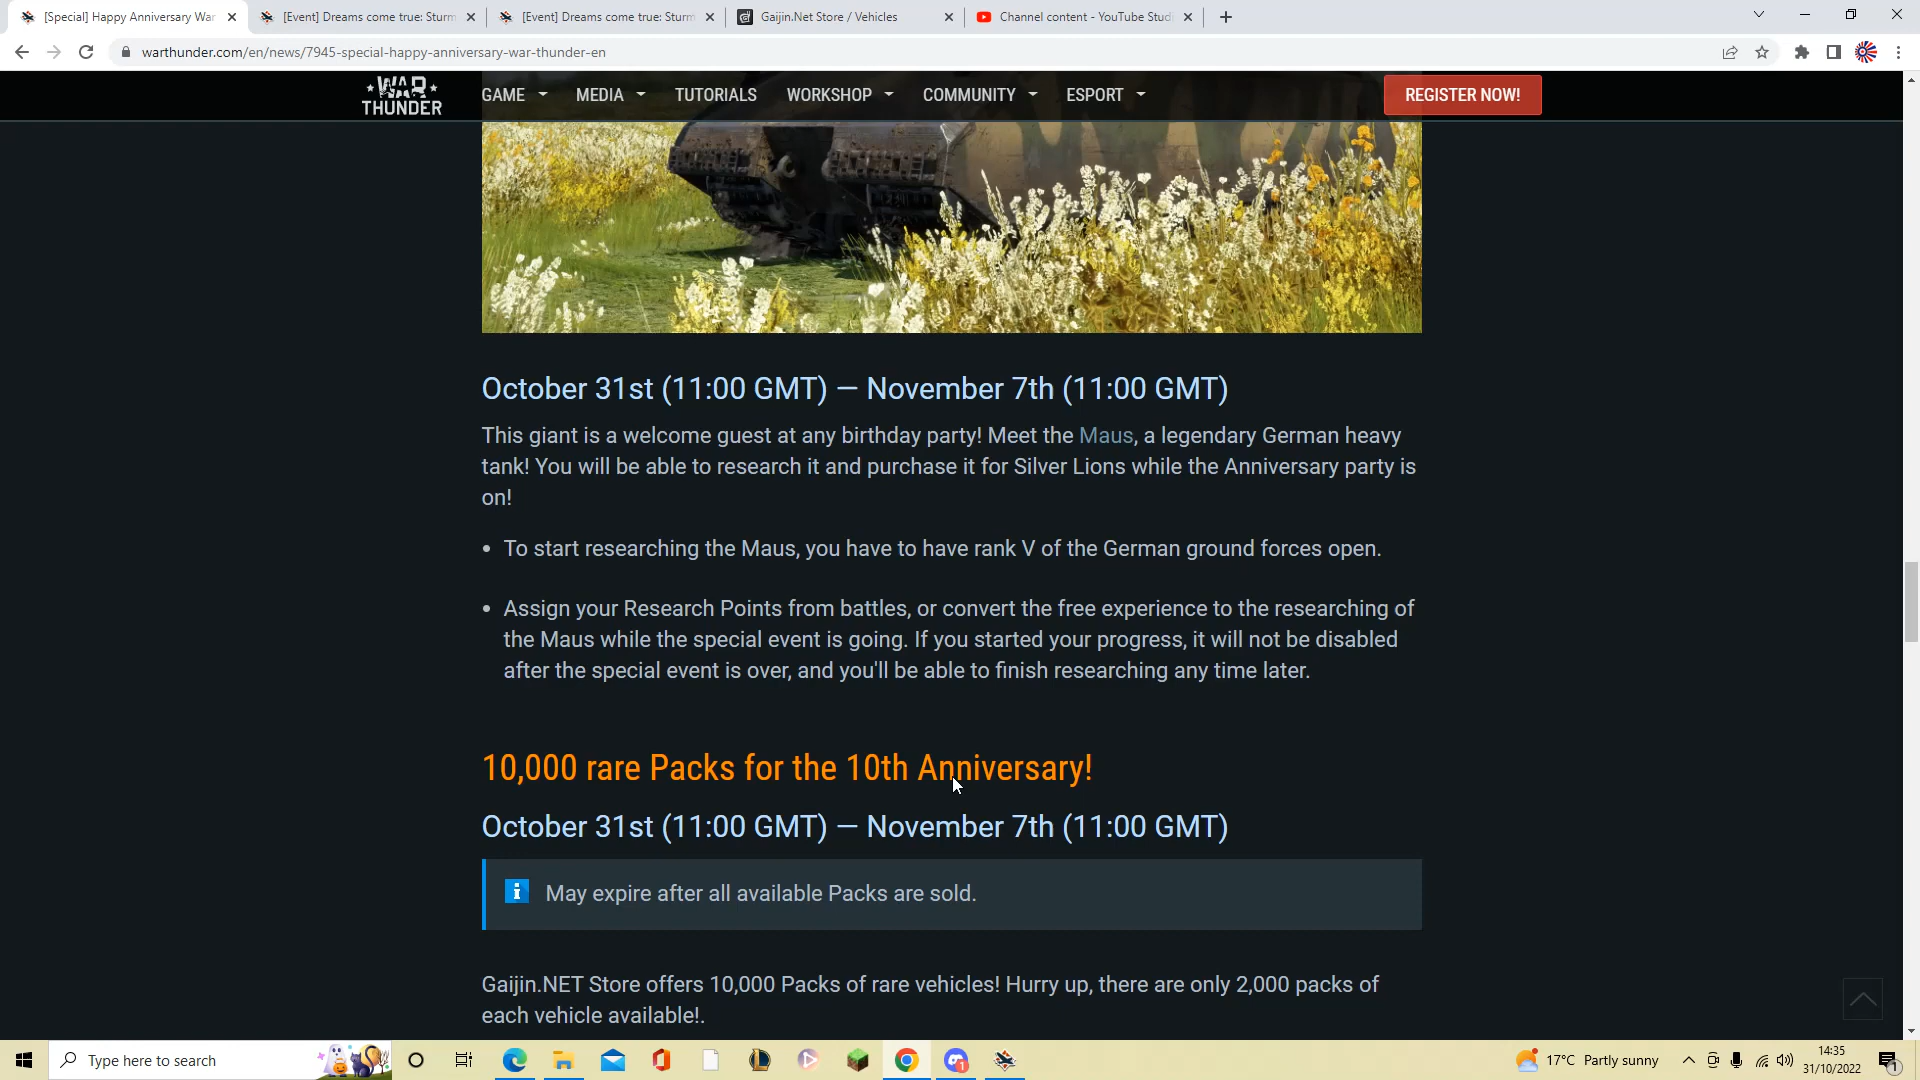 [Special] Happy Anniversary War
[Event] Dreams come true: Sturm
[Event] Dreams come true: Sturm
Gaijin.Net Store / Vehicles
Channel content - YouTube Studi
warthunder.com/en/news/7945-special-happy-anniversary-war-thunder-en
WAR
THUNDER
GAME
MEDIA
TUTORIALS
WORKSHOP
COMMUNITY
ESPORT
REGISTER NOW!
October 31st (11:00 GMT) — November 7th (11:00 GMT)
This giant is a welcome guest at any birthday party! Meet the Maus, a legendary German heavy
tank! You will be able to research it and purchase it for Silver Lions while the Anniversary party is
on!
• To start researching the Maus, you have to have rank V of the German ground forces open.
• Assign your Research Points from battles, or convert the free experience to the researching of
the Maus while the special event is going. If you started your progress, it will not be disabled
after the special event is over, and you'll be able to finish researching any time later.
10,000 rare Packs for the 10th Anniversary!
October 31st (11:00 GMT) — November 7th (11:00 GMT)
May expire after all available Packs are sold.
Gaijin.NET Store offers 10,000 Packs of rare vehicles! Hurry up, there are only 2,000 packs of
each vehicle available!.
Type here to search
1
17°C Partly sunny
14:35
31/10/2022
1